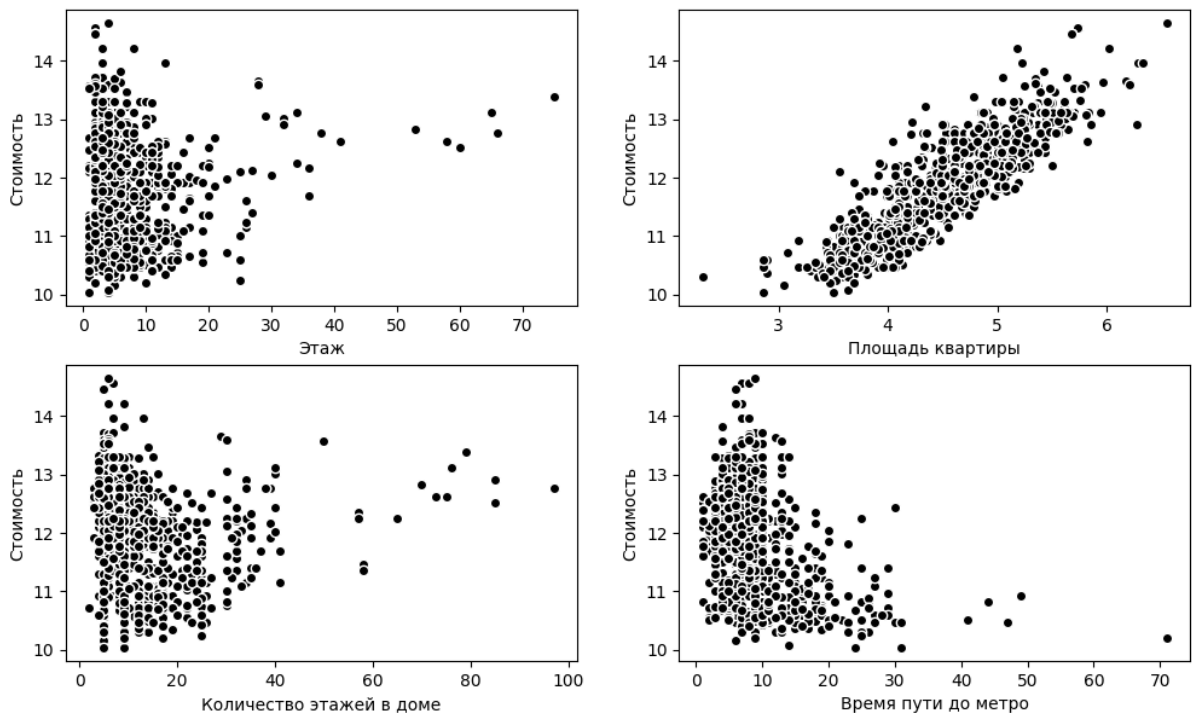 Стоимость
14
13
12
11
10
0 10 20 30 40 50 60 70
Этаж
Стоимость
14
13
12
11
10
3 4 5 6
Площадь квартиры
Стоимость
14
13
12
11
10
0 20 40 60 80 100
Количество этажей в доме
Стоимость
14
13
12
11
10
0 10 20 30 40 50 60 70
Время пути до метро